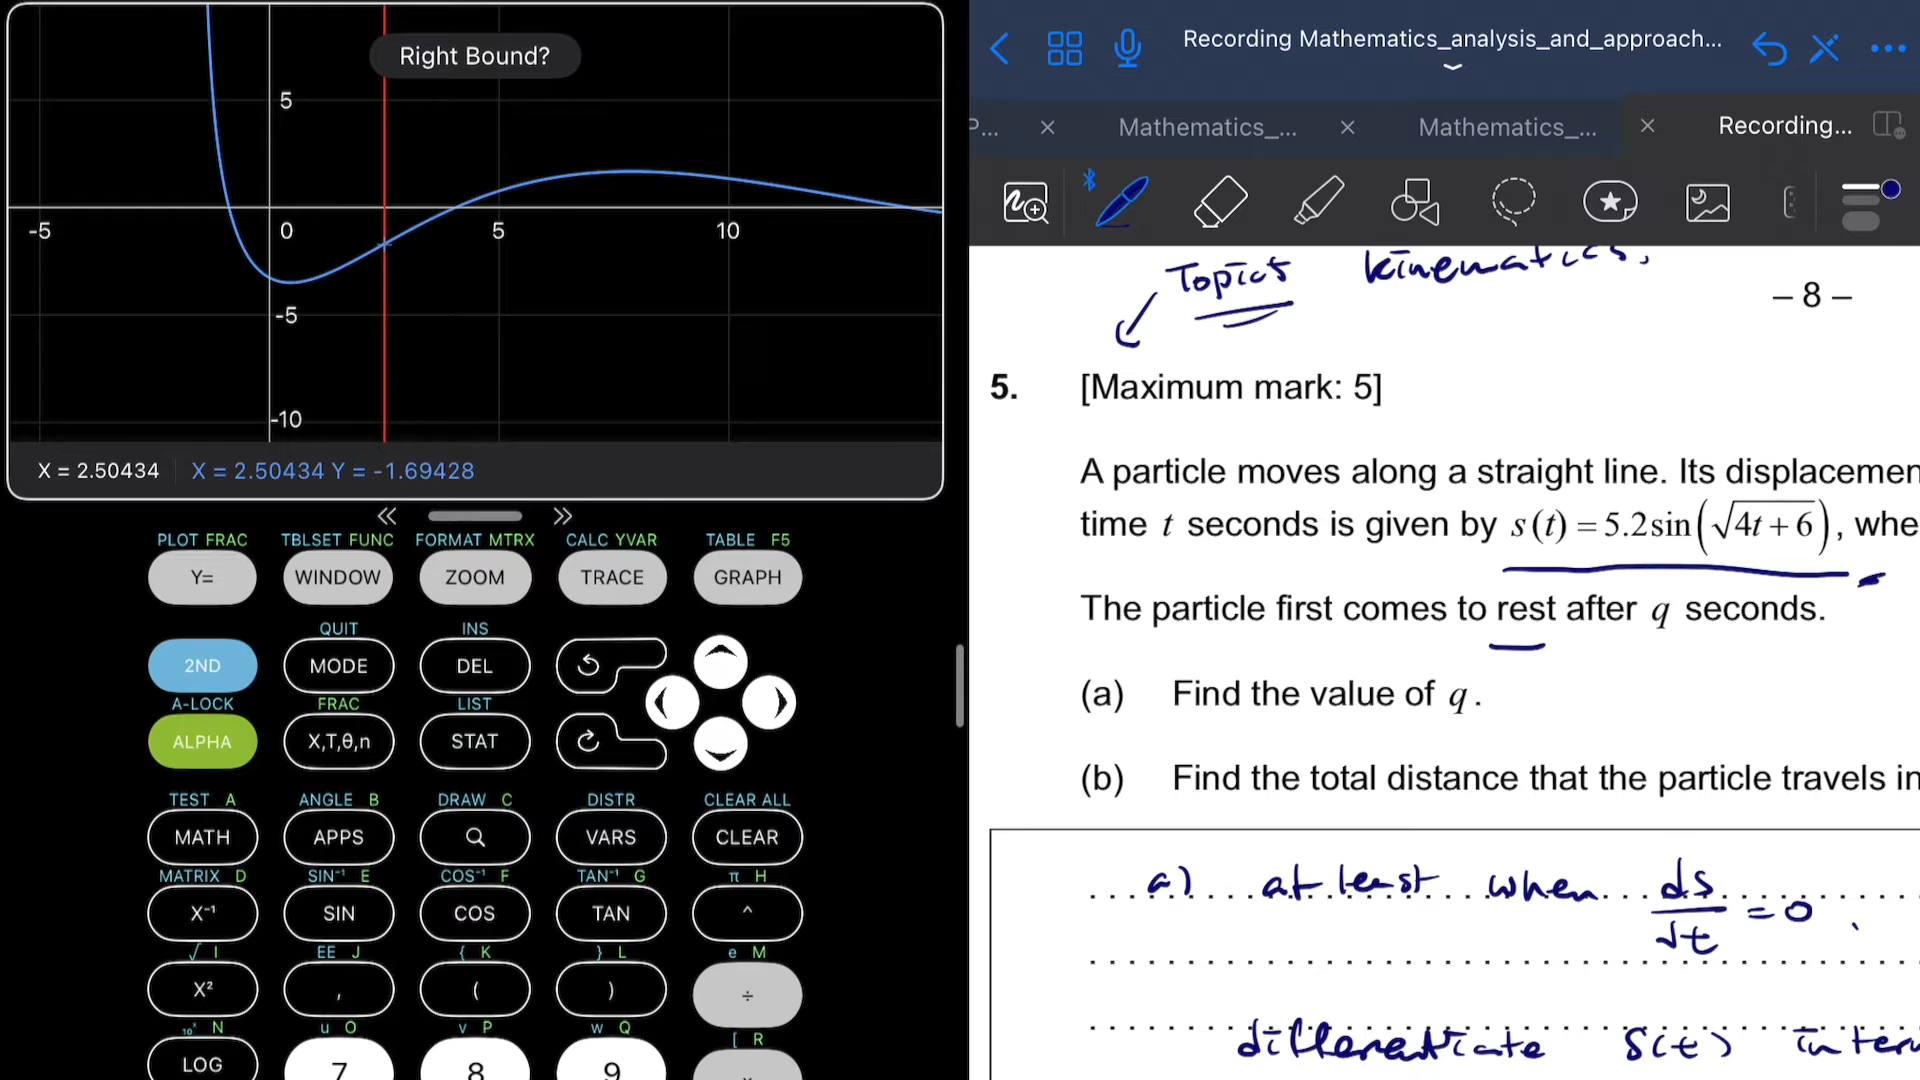 Right Bound?
5
-5
0
5
10
-5
-10
X = 2.50434 X = 2.50434 Y = -1.69428
PLOT FRAC TBLSET FUNC FORMAT MTRX CALC YVAR TABLE F5
Y= WINDOW ZOOM TRACE GRAPH
QUIT INS
2ND MODE DEL
A-LOCK FRAC LIST
ALPHA X,T,θ,n STAT
TEST A ANGLE B DRAW C DISTR CLEAR ALL
MATH APPS VARS CLEAR
MATRIX D SIN⁻¹ E COS⁻¹ F TAN⁻¹ G π H
X⁻¹ SIN COS TAN ^
√ I EE J { K } L e M
X² , ( ) ÷
10ˣ N u O v P w Q [ R
LOG 7 8 9 ×
Recording Mathematics_analysis_and_approach...
P... Mathematics_... Mathematics_... Recording...
Topics kinematics.
– 8 –
5. [Maximum mark: 5]
A particle moves along a straight line. Its displacemen
time t seconds is given by s(t) = 5.2sin(√4t + 6), whe
The particle first comes to rest after q seconds.
(a) Find the value of q.
(b) Find the total distance that the particle travels in
a) at least when ds/dt = 0.
differentiate S(t) in term